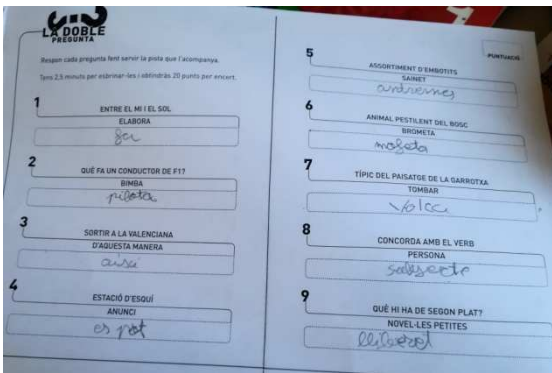 LA DOBLE
PREGUNTA
Respon cada pregunta fent servir la pista que l'acompanya.
Tens 2,5 minuts per esbrinar-les i obtindràs 20 punts per encert.
1
ENTRE EL MI I EL SOL
ELABORA
fa
2
QUÈ FA UN CONDUCTOR DE F1?
BIMBA
pilota
3
SORTIR A LA VALENCIANA
D'AQUESTA MANERA
així
4
ESTACIÓ D'ESQUÍ
ANUNCI
es pot
PUNTUACIÓ
5
ASSORTIMENT D'EMBOTITS
SAINET
entremes
6
ANIMAL PESTILENT DEL BOSC
BROMETA
mofeta
7
TÍPIC DEL PAISATGE DE LA GARROTXA
TOMBAR
Volca
8
CONCORDA AMB EL VERB
PERSONA
subjecte
9
QUÈ HI HA DE SEGON PLAT?
NOVEL·LES PETITES